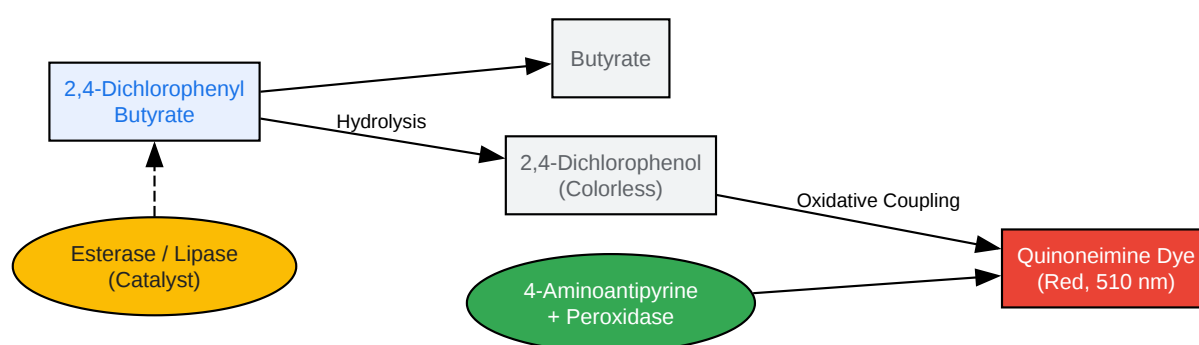 Butyrate
2,4-Dichlorophenyl
Butyrate
Hydrolysis
2,4-Dichlorophenol
(Colorless)
Oxidative Coupling
Esterase / Lipase
(Catalyst)
Quinoneimine Dye
(Red, 510 nm)
4-Aminoantipyrine
+ Peroxidase